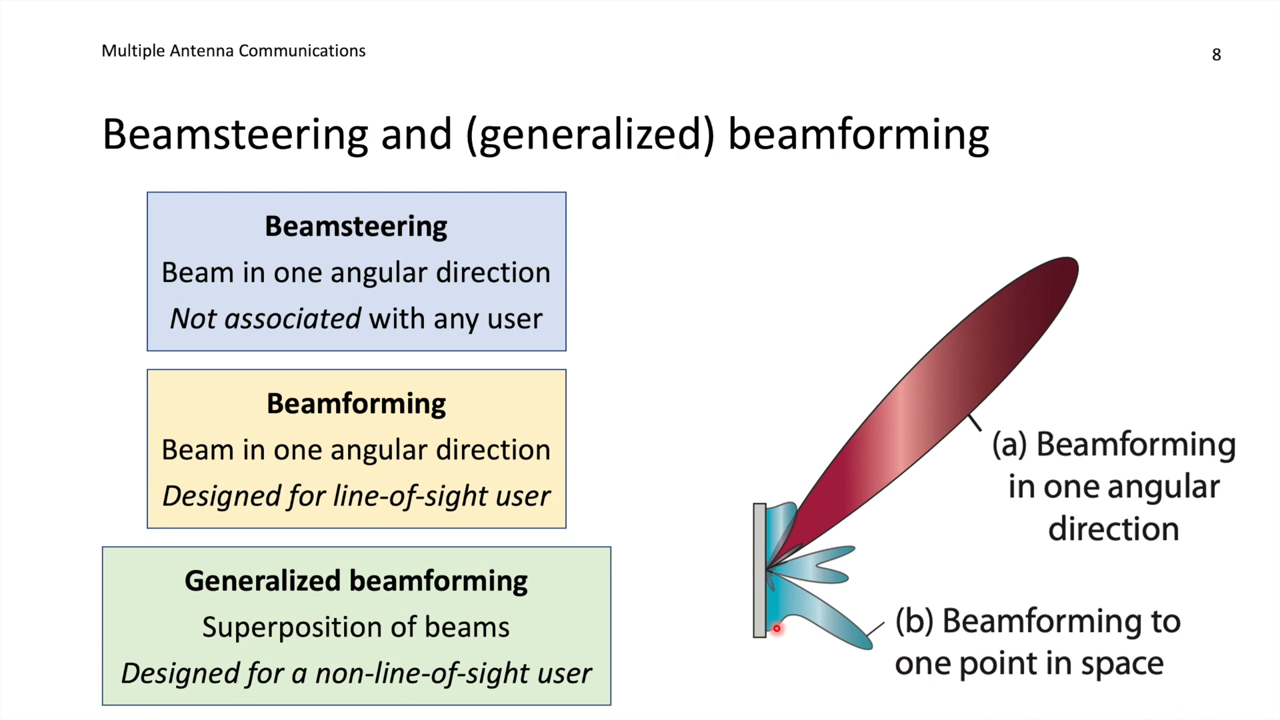 Multiple Antenna Communications
8
Beamsteering and (generalized) beamforming
Beamsteering
Beam in one angular direction
Not associated with any user
Beamforming
Beam in one angular direction
Designed for line-of-sight user
Generalized beamforming
Superposition of beams
Designed for a non-line-of-sight user
(a) Beamforming
in one angular
direction
(b) Beamforming to
one point in space